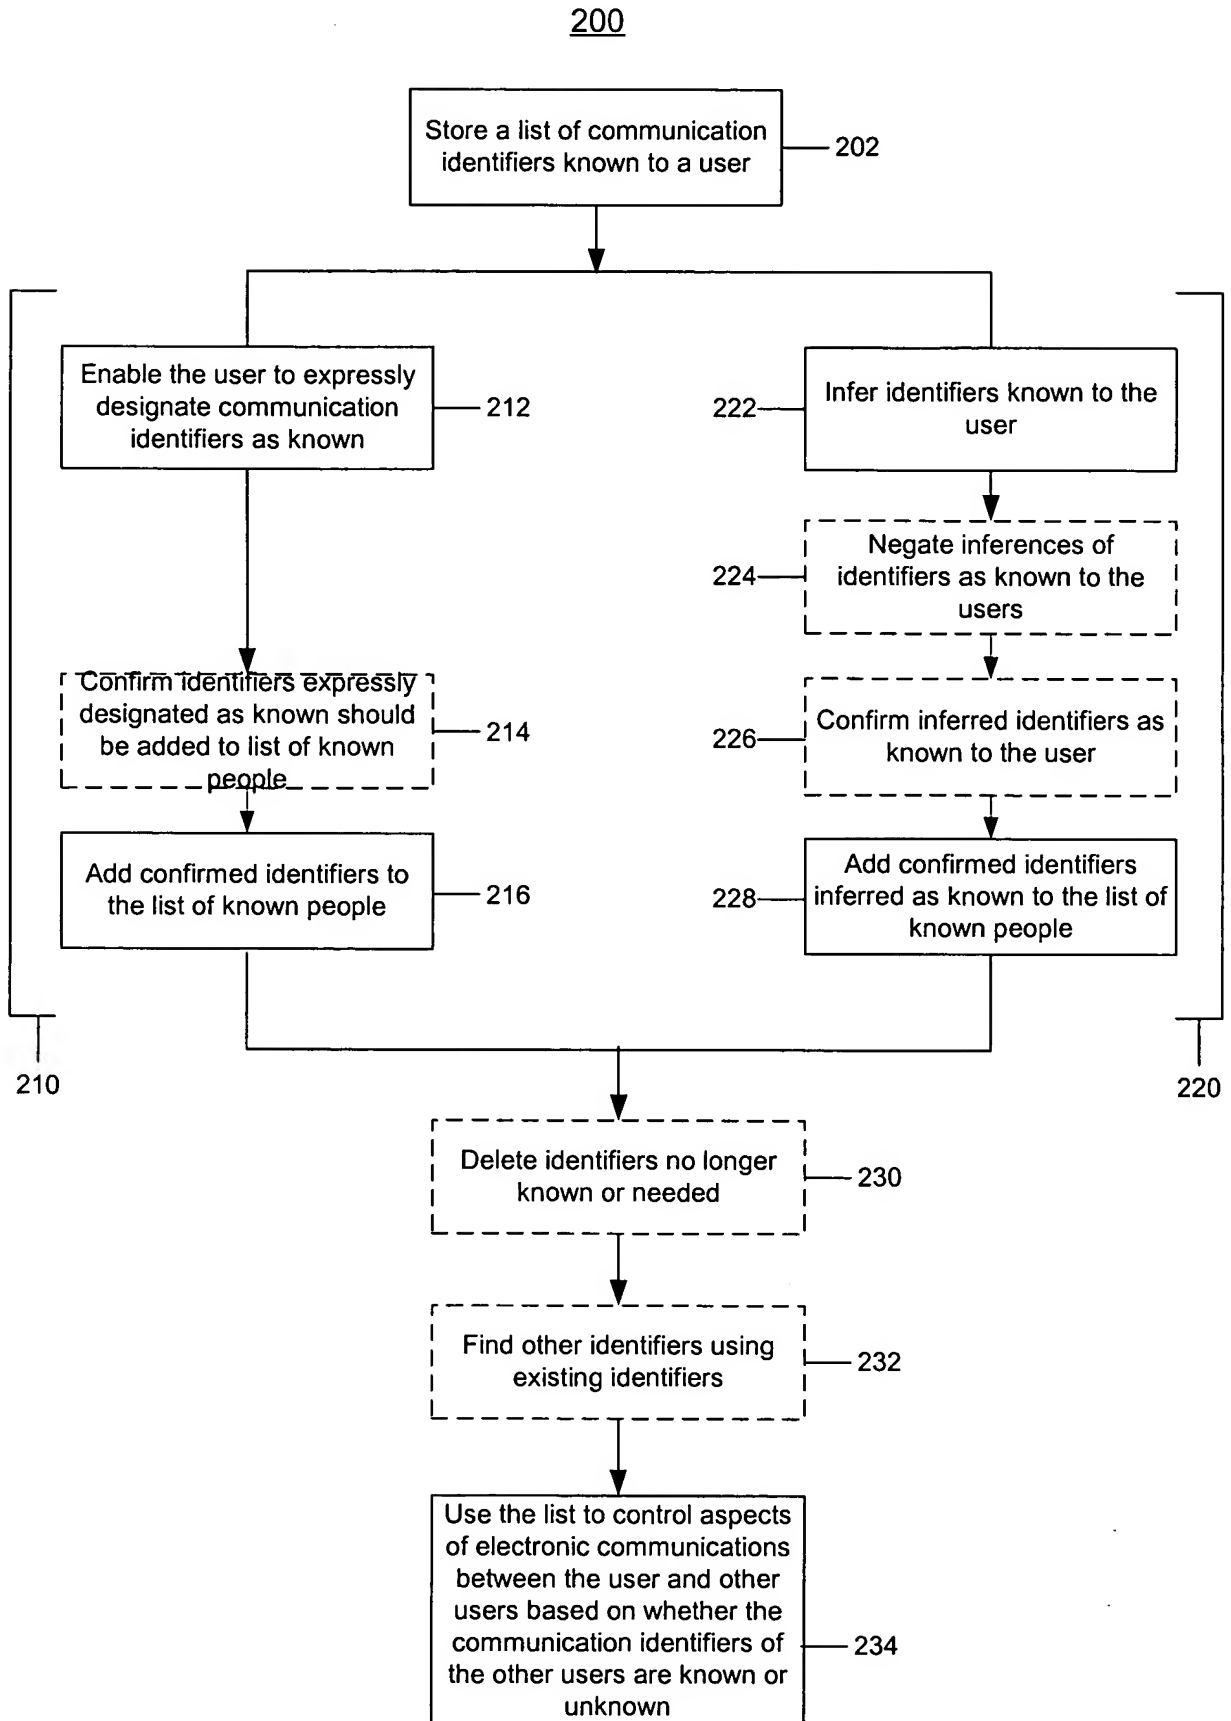 200
Store a list of communication
identifiers known to a user
202
Enable the user to expressly
designate communication
identifiers as known
212
Confirm identifiers expressly
designated as known should
be added to list of known
people
214
Add confirmed identifiers to
the list of known people
216
210
222
Infer identifiers known to the
user
224
Negate inferences of
identifiers as known to the
users
226
Confirm inferred identifiers as
known to the user
228
Add confirmed identifiers
inferred as known to the list of
known people
220
Delete identifiers no longer
known or needed
230
Find other identifiers using
existing identifiers
232
Use the list to control aspects
of electronic communications
between the user and other
users based on whether the
communication identifiers of
the other users are known or
unknown
234